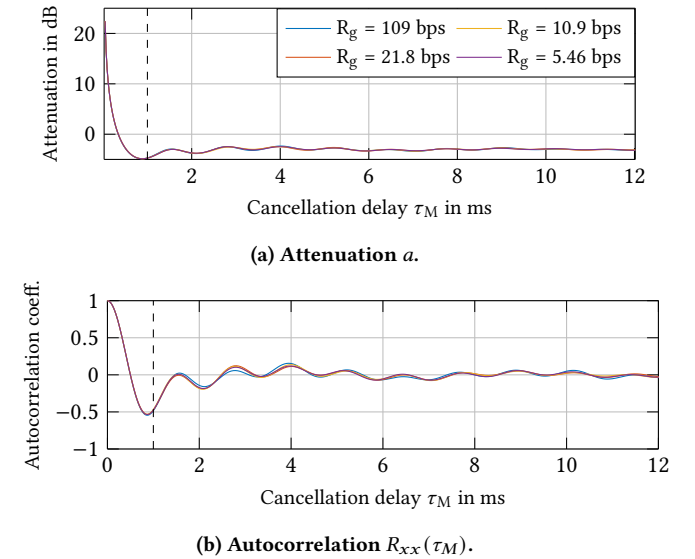 Attenuation in dB
20
10
0
R_g = 109 bps
R_g = 10.9 bps
R_g = 21.8 bps
R_g = 5.46 bps
2 4 6 8 10 12
Cancellation delay τ_M in ms
(a) Attenuation a.
Autocorrelation coeff.
1
0.5
0
−0.5
−1
0 2 4 6 8 10 12
Cancellation delay τ_M in ms
(b) Autocorrelation R_xx(τ_M).